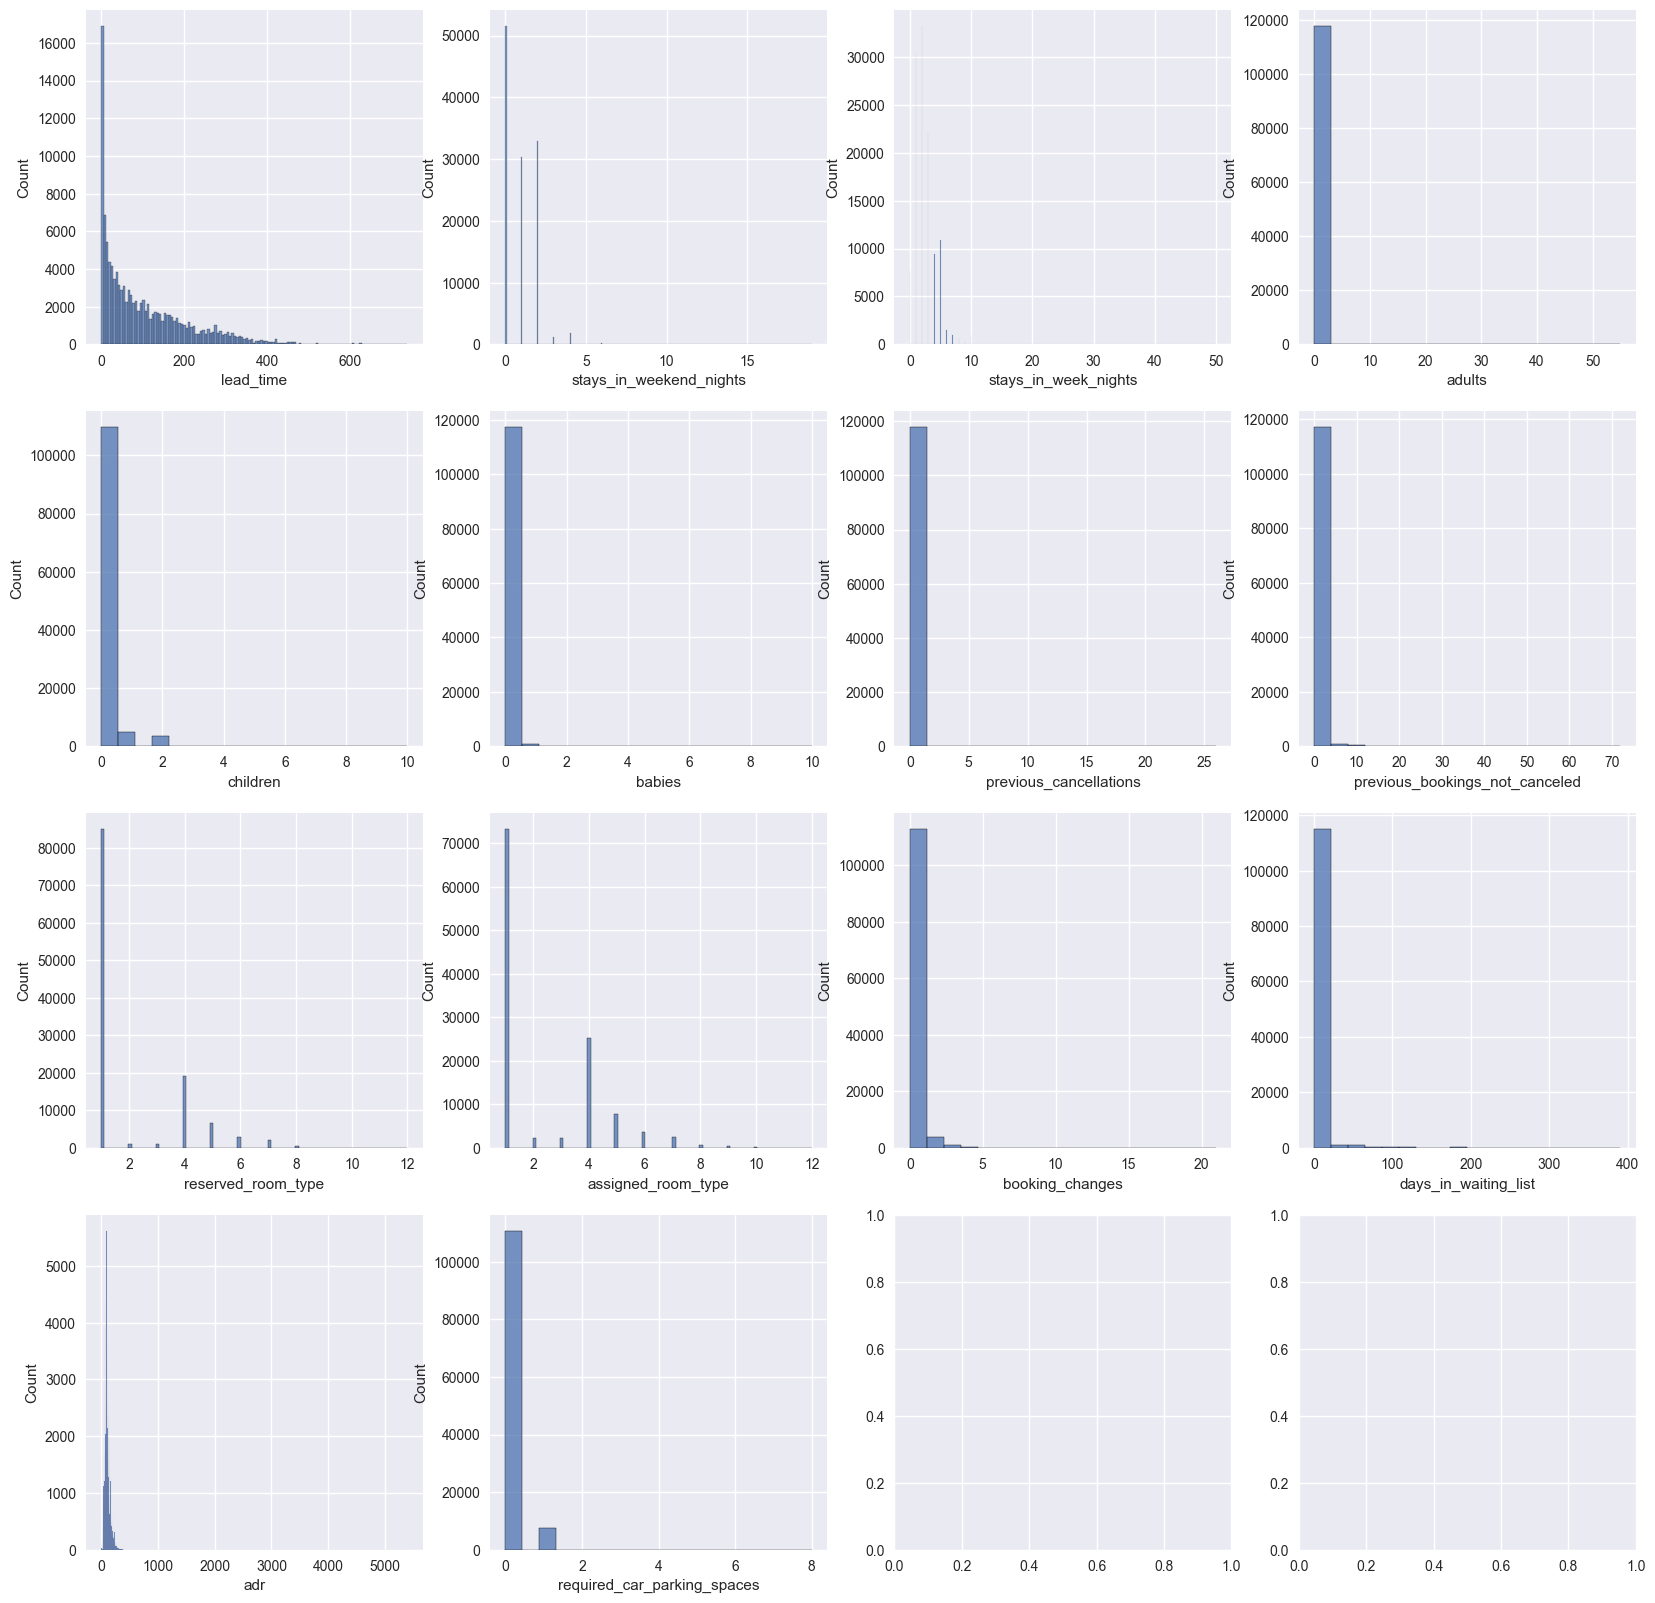 16000
14000
12000
10000
8000
6000
4000
2000
0
Count
0 200 400 600
lead_time
50000
40000
30000
20000
10000
0
Count
0 5 10 15
stays_in_weekend_nights
30000
25000
20000
15000
10000
5000
0
Count
0 10 20 30 40 50
stays_in_week_nights
120000
100000
80000
60000
40000
20000
0
Count
0 10 20 30 40 50
adults
100000
80000
60000
40000
20000
0
Count
0 2 4 6 8 10
children
120000
100000
80000
60000
40000
20000
0
Count
0 2 4 6 8 10
babies
120000
100000
80000
60000
40000
20000
0
Count
0 5 10 15 20 25
previous_cancellations
120000
100000
80000
60000
40000
20000
0
Count
0 10 20 30 40 50 60 70
previous_bookings_not_canceled
80000
70000
60000
50000
40000
30000
20000
10000
0
Count
2 4 6 8 10 12
reserved_room_type
70000
60000
50000
40000
30000
20000
10000
0
Count
2 4 6 8 10 12
assigned_room_type
100000
80000
60000
40000
20000
0
Count
0 5 10 15 20
booking_changes
120000
100000
80000
60000
40000
20000
0
Count
0 100 200 300 400
days_in_waiting_list
5000
4000
3000
2000
1000
0
Count
0 1000 2000 3000 4000 5000
adr
100000
80000
60000
40000
20000
0
Count
0 2 4 6 8
required_car_parking_spaces
1.0
0.8
0.6
0.4
0.2
0.0
0.0 0.2 0.4 0.6 0.8 1.0
1.0
0.8
0.6
0.4
0.2
0.0
0.0 0.2 0.4 0.6 0.8 1.0